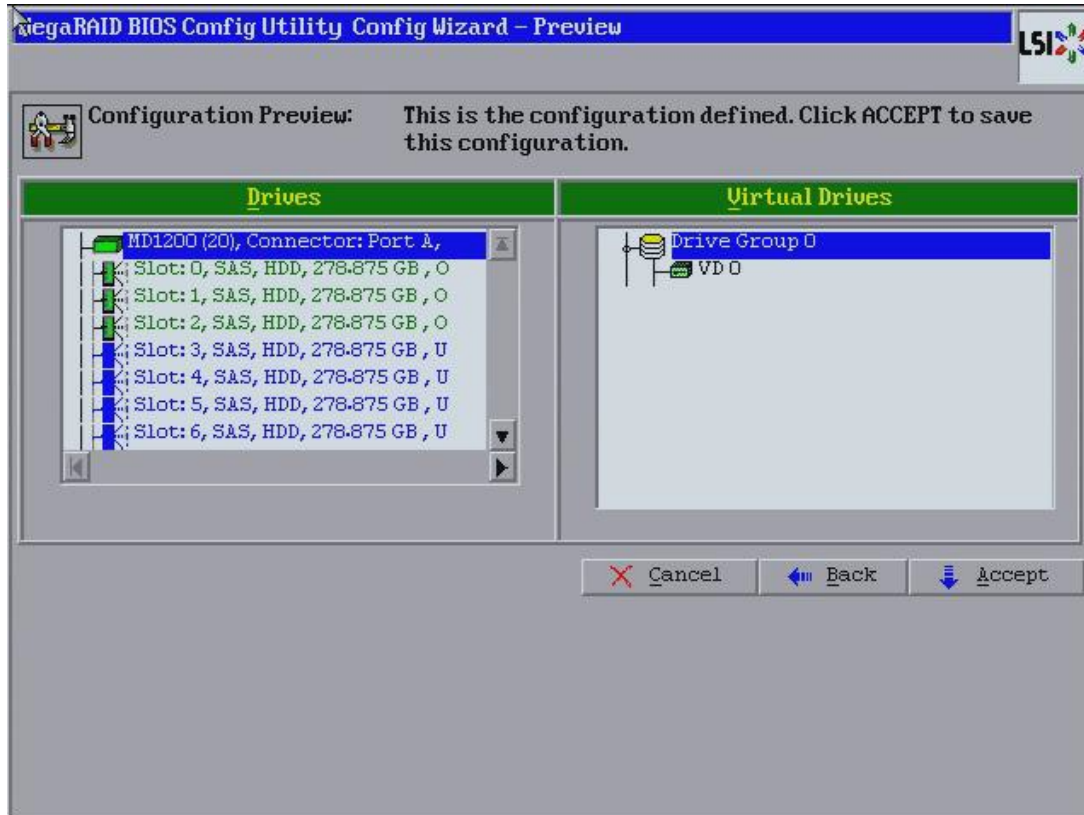 MegaRAID BIOS Config Utility Config Wizard – Preview
LSI
Configuration Preview:
This is the configuration defined. Click ACCEPT to save
this configuration.
Drives
MD1200 (20), Connector: Port A,
Slot: 0, SAS, HDD, 278.875 GB , O
Slot: 1, SAS, HDD, 278.875 GB , O
Slot: 2, SAS, HDD, 278.875 GB , O
Slot: 3, SAS, HDD, 278.875 GB , U
Slot: 4, SAS, HDD, 278.875 GB , U
Slot: 5, SAS, HDD, 278.875 GB , U
Slot: 6, SAS, HDD, 278.875 GB , U
Virtual Drives
Drive Group 0
VD 0
Cancel
Back
Accept